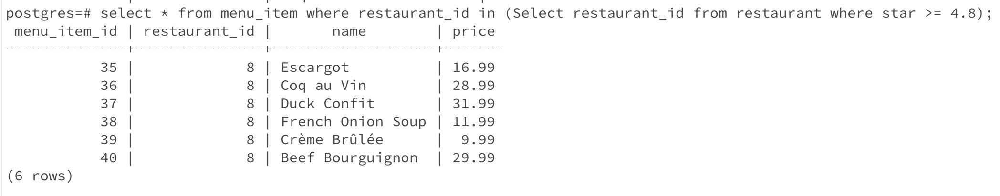 postgres=# select * from menu_item where restaurant_id in (Select restaurant_id from restaurant where star >= 4.8);
 menu_item_id | restaurant_id |       name        | price
--------------+---------------+-------------------+-------
           35 |             8 | Escargot          | 16.99
           36 |             8 | Coq au Vin        | 28.99
           37 |             8 | Duck Confit       | 31.99
           38 |             8 | French Onion Soup | 11.99
           39 |             8 | Crème Brûlée      |  9.99
           40 |             8 | Beef Bourguignon  | 29.99
(6 rows)